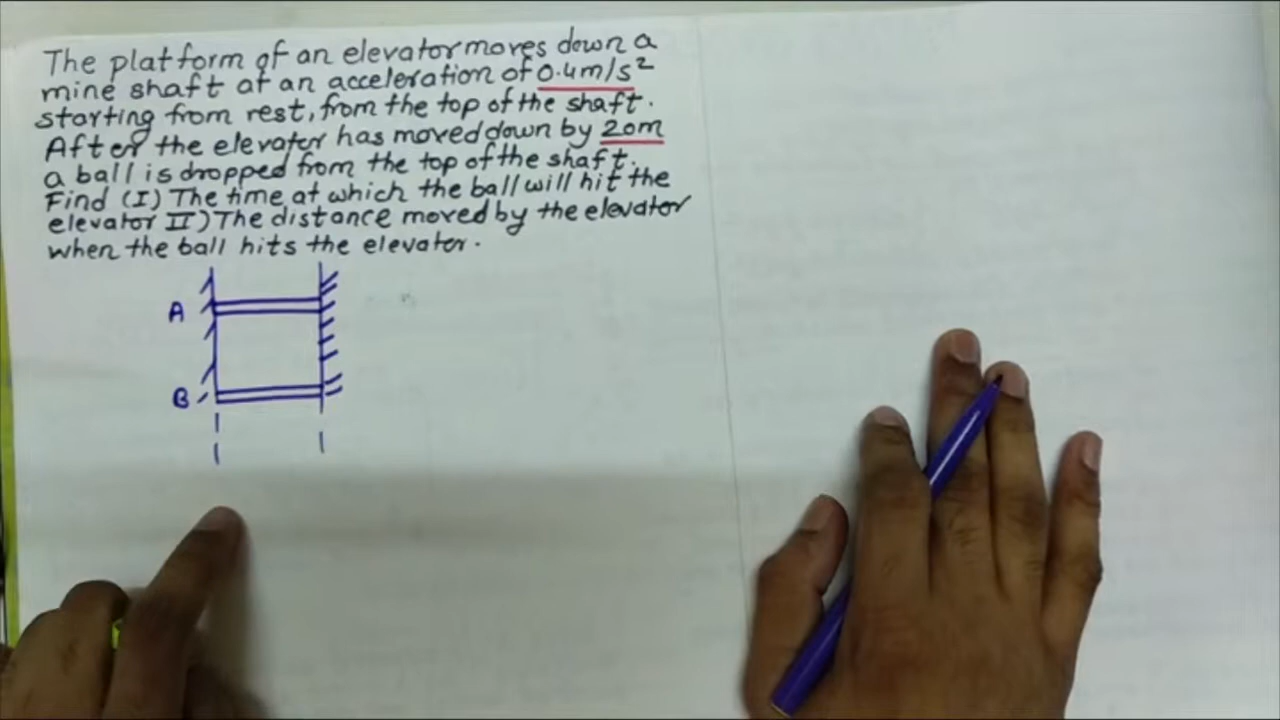 The platform of an elevator moves down a
mine shaft at an acceleration of 0.4m/s²
starting from rest, from the top of the shaft.
After the elevator has moved down by 20m
a ball is dropped from the top of the shaft.
Find (I) The time at which the ball will hit the
elevator II) The distance moved by the elevator
when the ball hits the elevator.
A
B